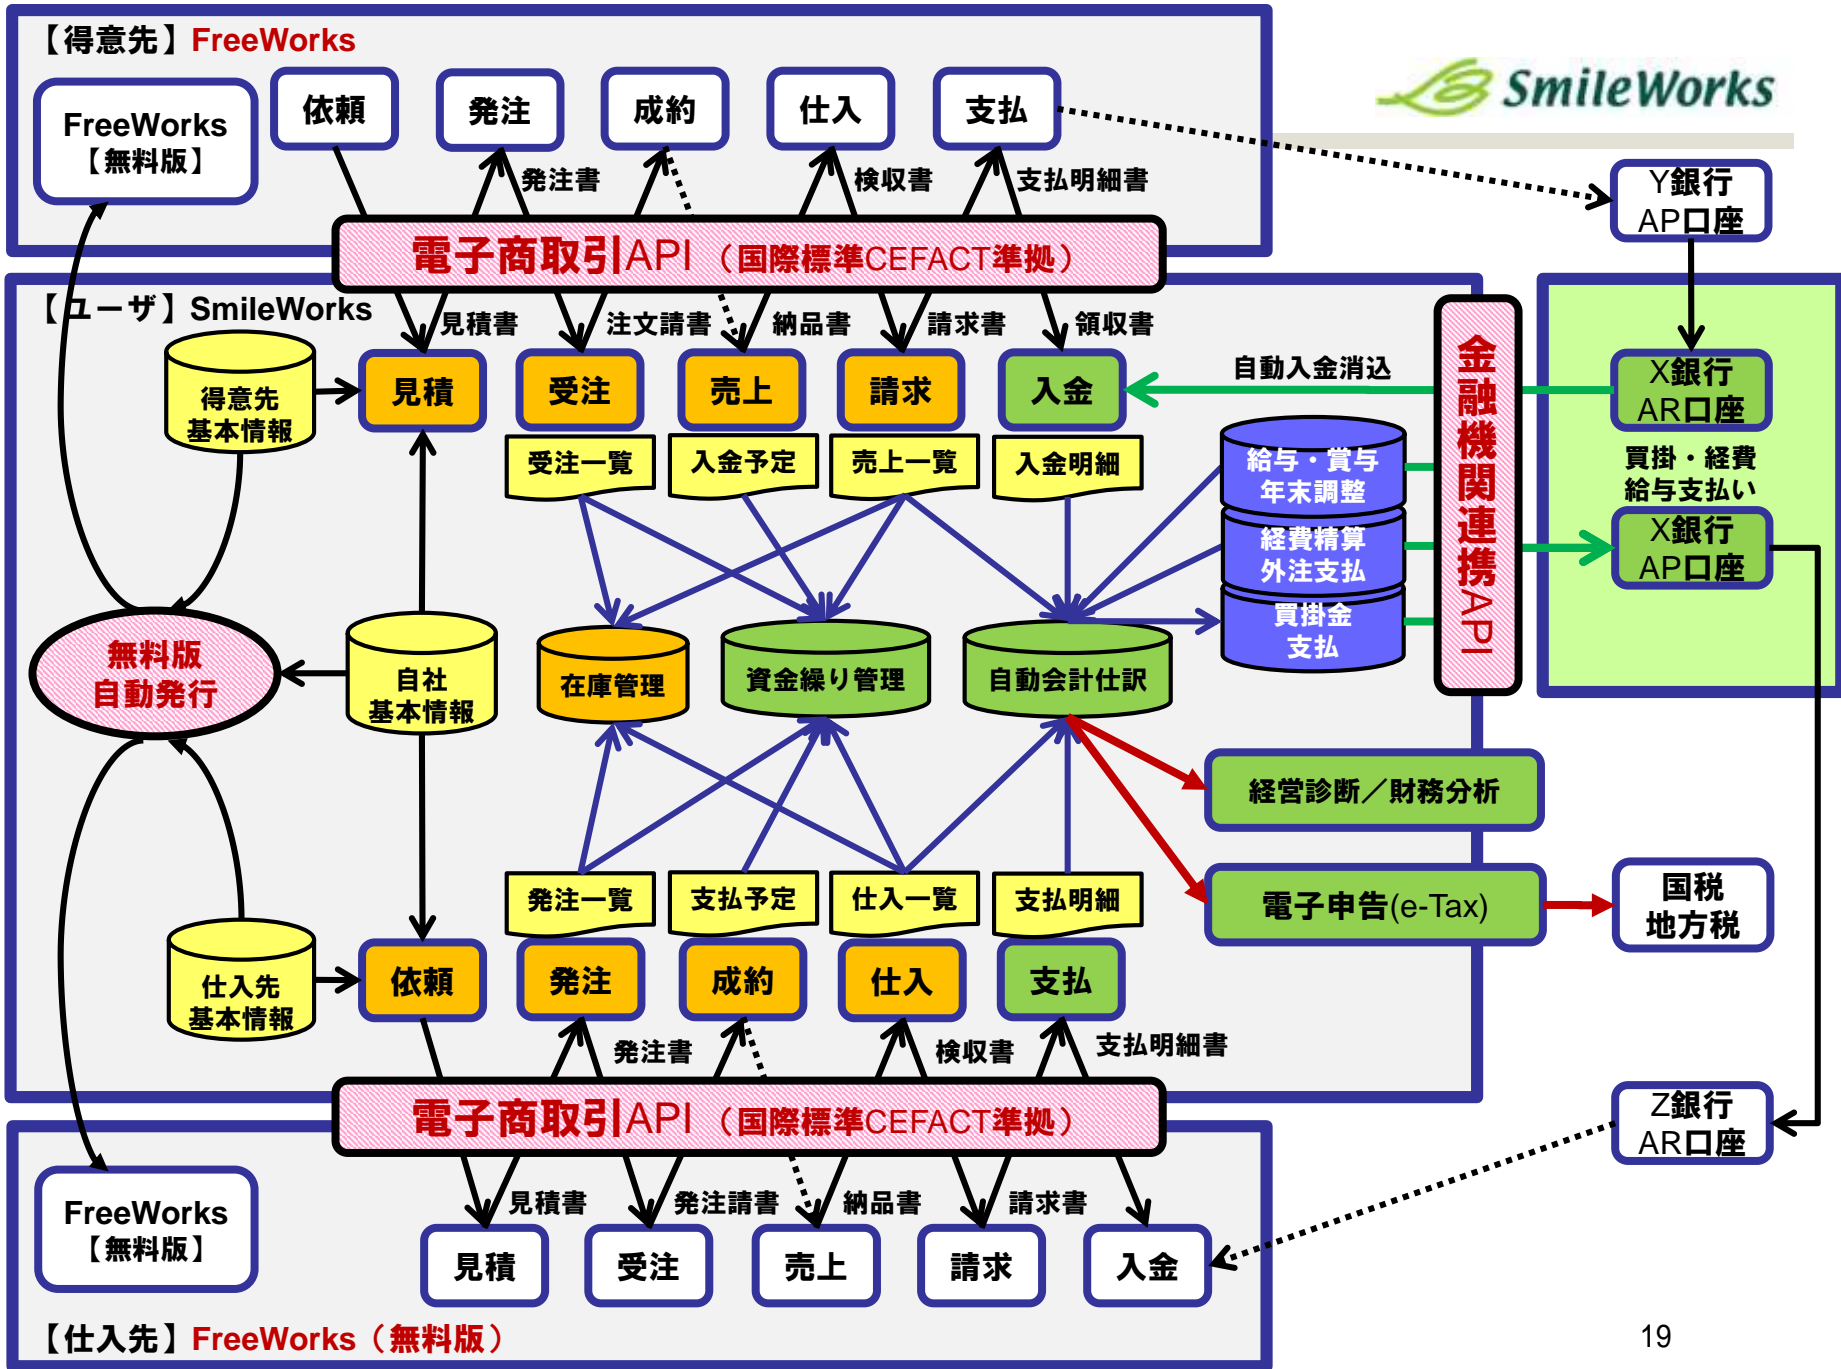 【得意先】FreeWorks
SmileWorks
FreeWorks
【無料版】
依頼
発注
成約
仕入
支払
発注書
検収書
支払明細書
Y銀行
AP口座
電子商取引API（国際標準CEFACT準拠）
【ユーザ】SmileWorks
見積書
注文請書
納品書
請求書
領収書
得意先
基本情報
見積
受注
売上
請求
入金
自動入金消込
金融機関連携API
X銀行
AR口座
受注一覧
入金予定
売上一覧
入金明細
給与・賞与
年末調整
買掛・経費
給与支払い
経費精算
外注支払
X銀行
AP口座
買掛金
支払
無料版
自動発行
自社
基本情報
在庫管理
資金繰り管理
自動会計仕訳
経営診断／財務分析
発注一覧
支払予定
仕入一覧
支払明細
電子申告(e-Tax)
国税
地方税
仕入先
基本情報
依頼
発注
成約
仕入
支払
発注書
検収書
支払明細書
電子商取引API（国際標準CEFACT準拠）
Z銀行
AR口座
見積書
発注請書
納品書
請求書
FreeWorks
【無料版】
見積
受注
売上
請求
入金
【仕入先】FreeWorks（無料版）
19